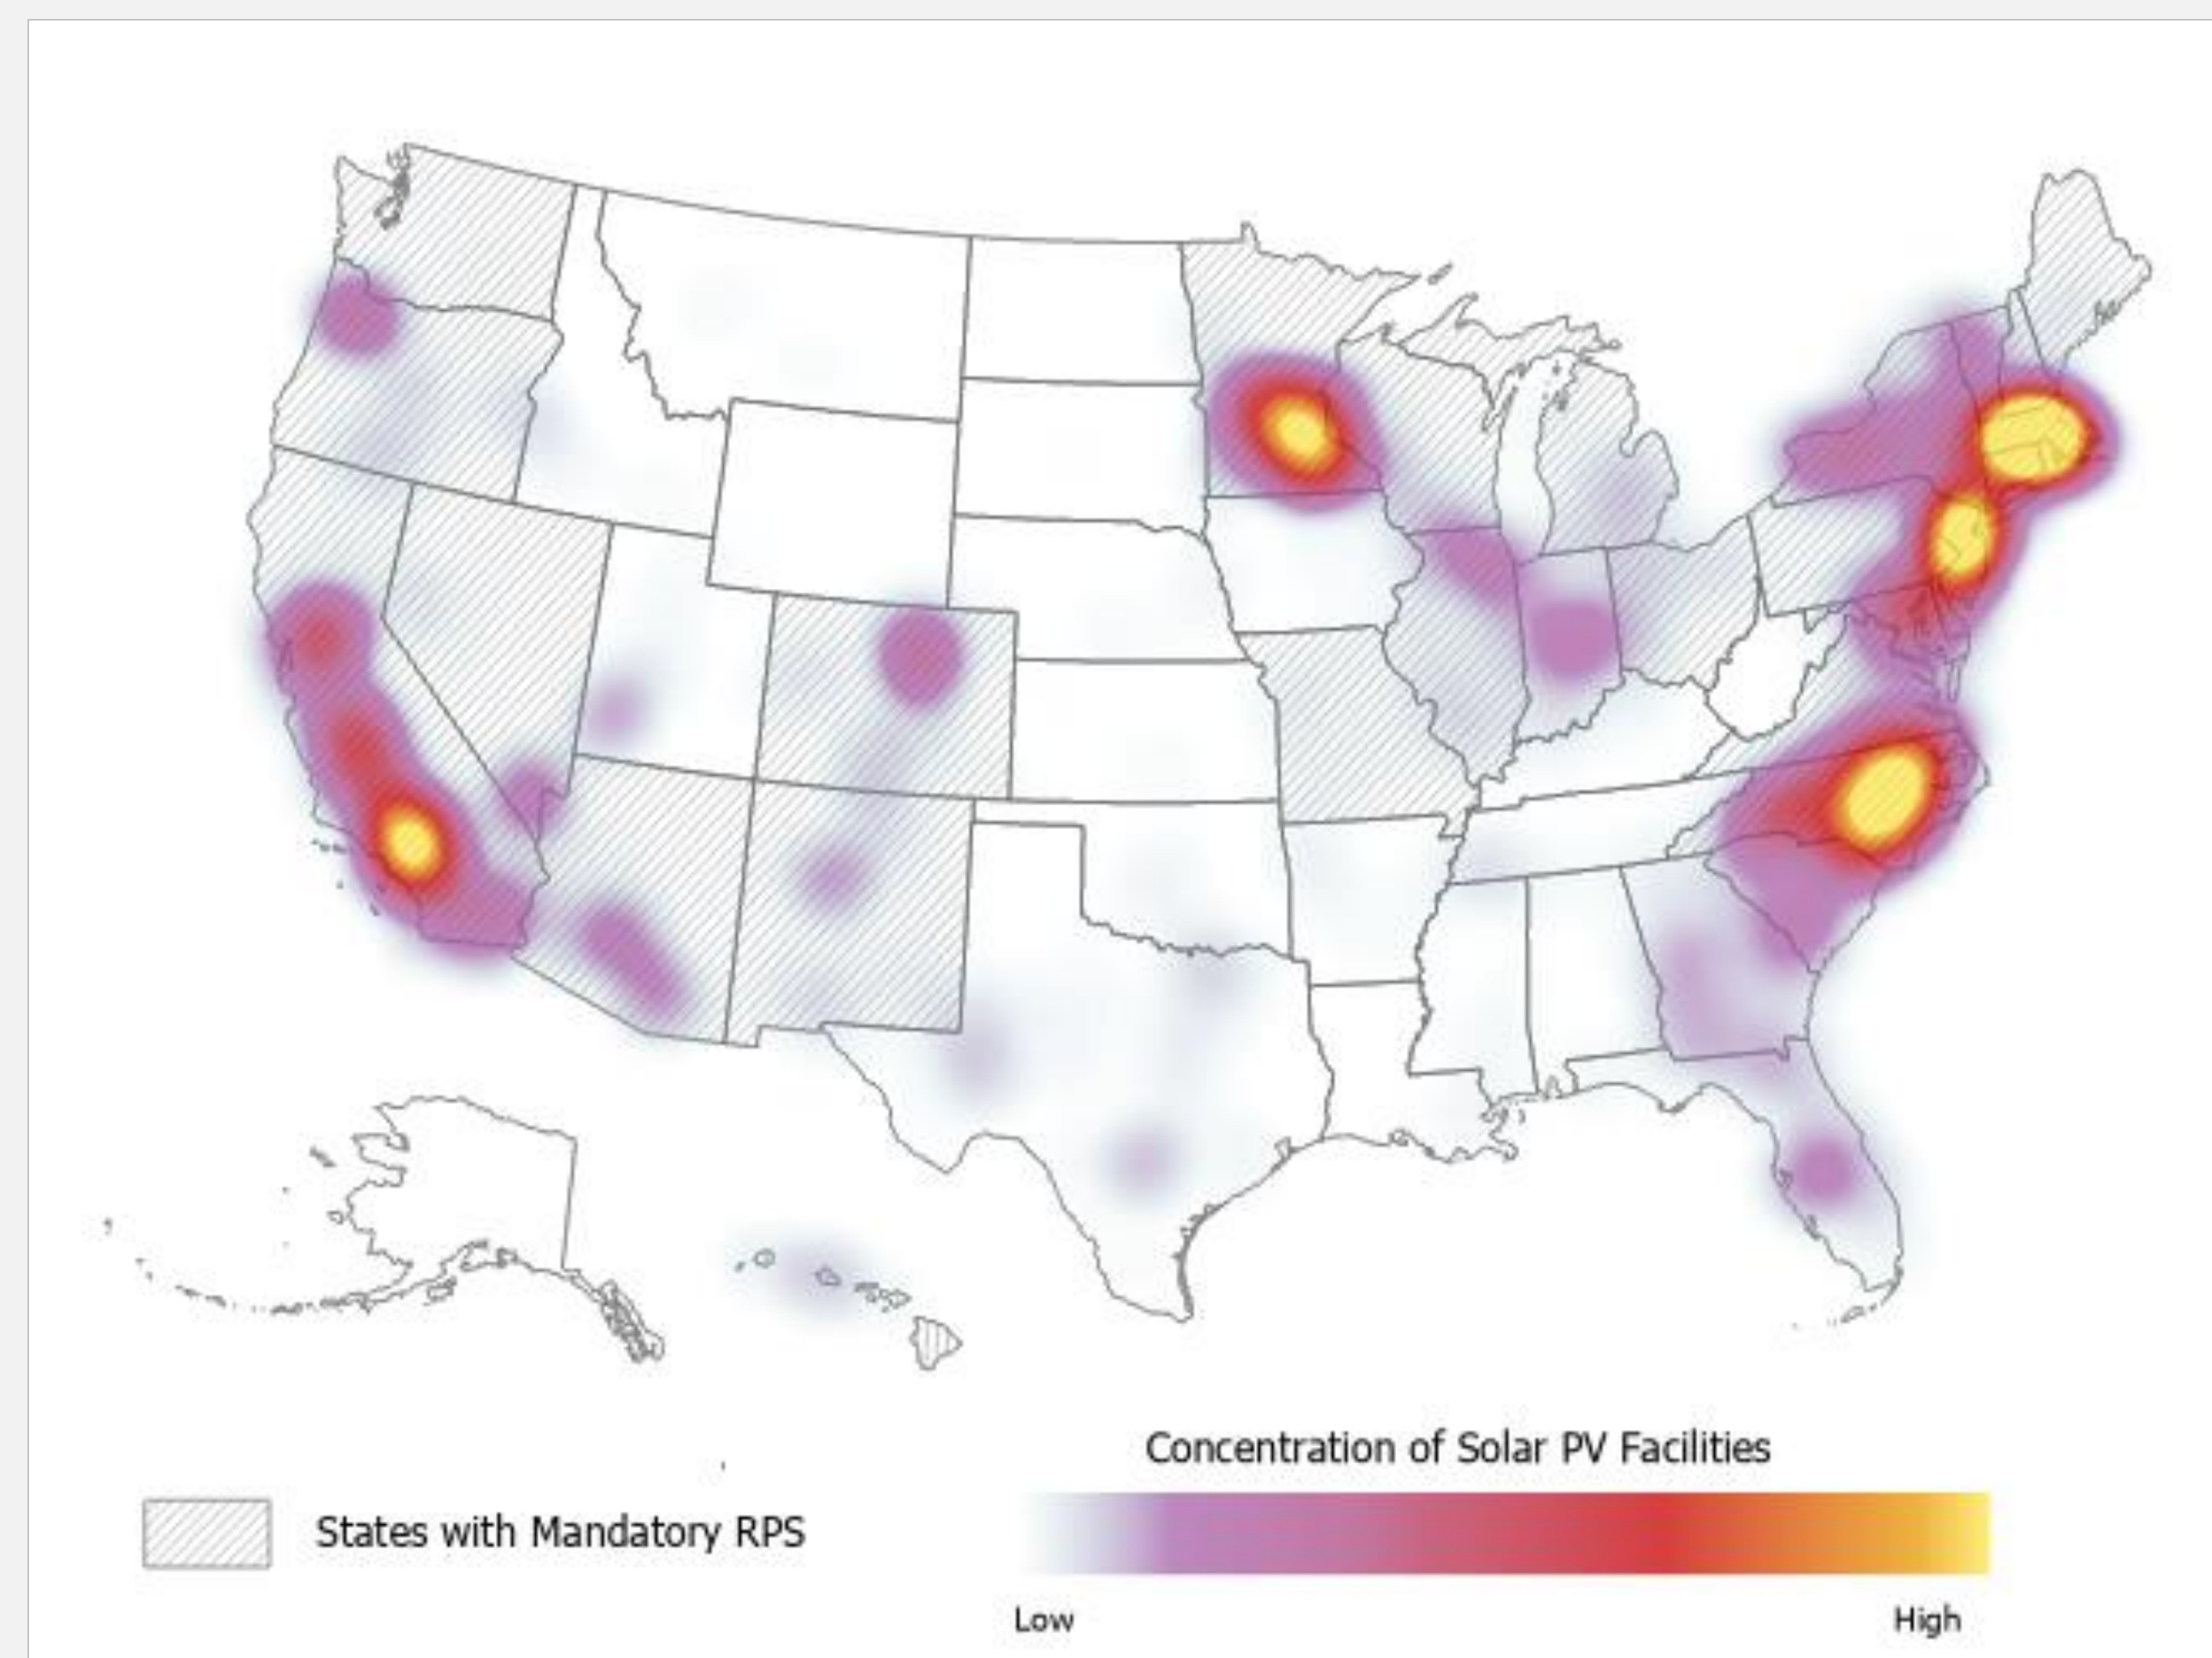 Concentration of Solar PV Facilities
States with Mandatory RPS
Low
High